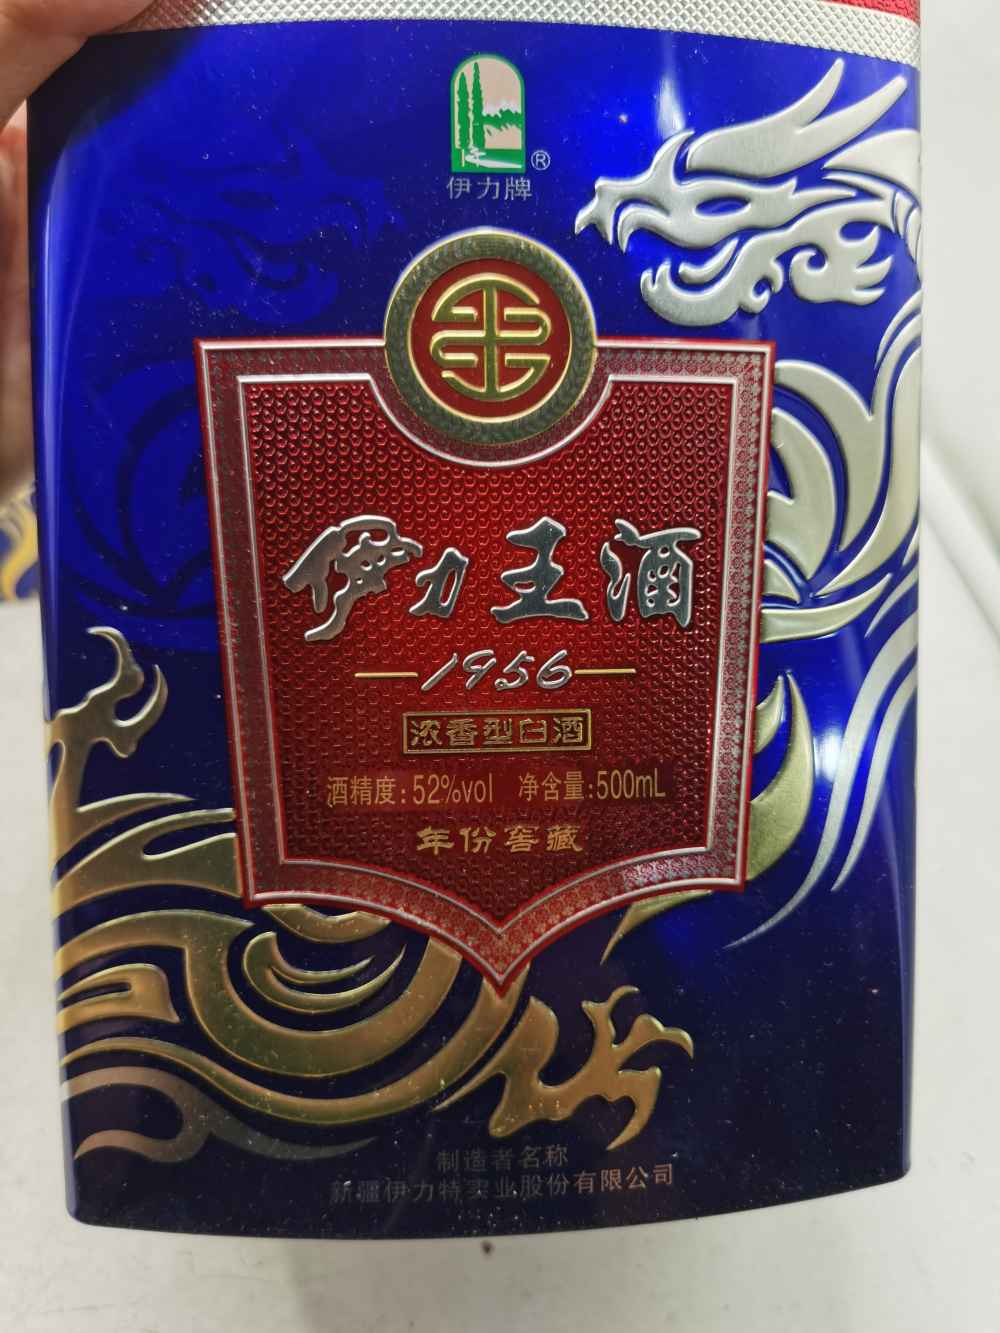 ®
伊力牌
伊力王酒
1956
浓香型白酒
酒精度:52%vol 净含量:500mL
年份窖藏
制造者名称
新疆伊力特实业股份有限公司